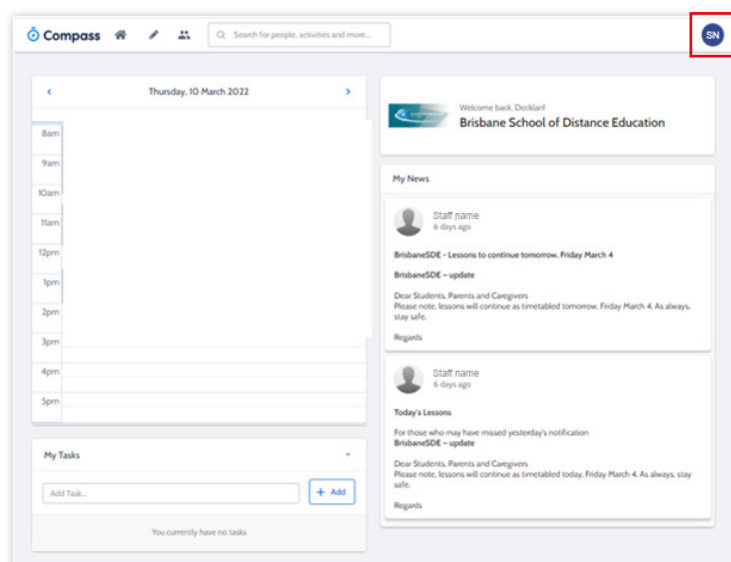 Compass
Search for people, activities and more...
SN
Thursday, 10 March 2022
8am
9am
10am
11am
12pm
1pm
2pm
3pm
4pm
5pm
My Tasks
Add Task...
+ Add
You currently have no tasks
Welcome back, Decklan!
Brisbane School of Distance Education
My News
Staff name
6 days ago
BrisbaneSDE - Lessons to continue tomorrow, Friday March 4
BrisbaneSDE – update
Dear Students, Parents and Caregivers
Please note, lessons will continue as timetabled tomorrow, Friday March 4. As always,
stay safe.
Regards
Staff name
6 days ago
Today's Lessons
For those who may have missed yesterday's notification
BrisbaneSDE – update
Dear Students, Parents and Caregivers
Please note, lessons will continue as timetabled today, Friday March 4. As always, stay
safe.
Regards